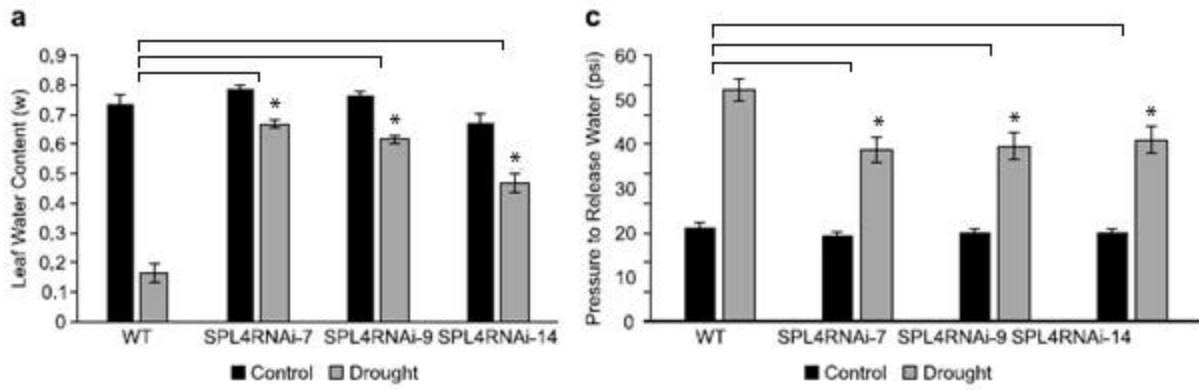 a
Leaf Water Content (w)
0.9
0.8
0.7
0.6
0.5
0.4
0.3
0.2
0.1
0
*
*
*
WT SPL4RNAi-7 SPL4RNAi-9 SPL4RNAi-14
Control Drought
c
Pressure to Release Water (psi)
60
50
40
30
20
10
0
*
*
*
WT SPL4RNAi-7 SPL4RNAi-9 SPL4RNAi-14
Control Drought